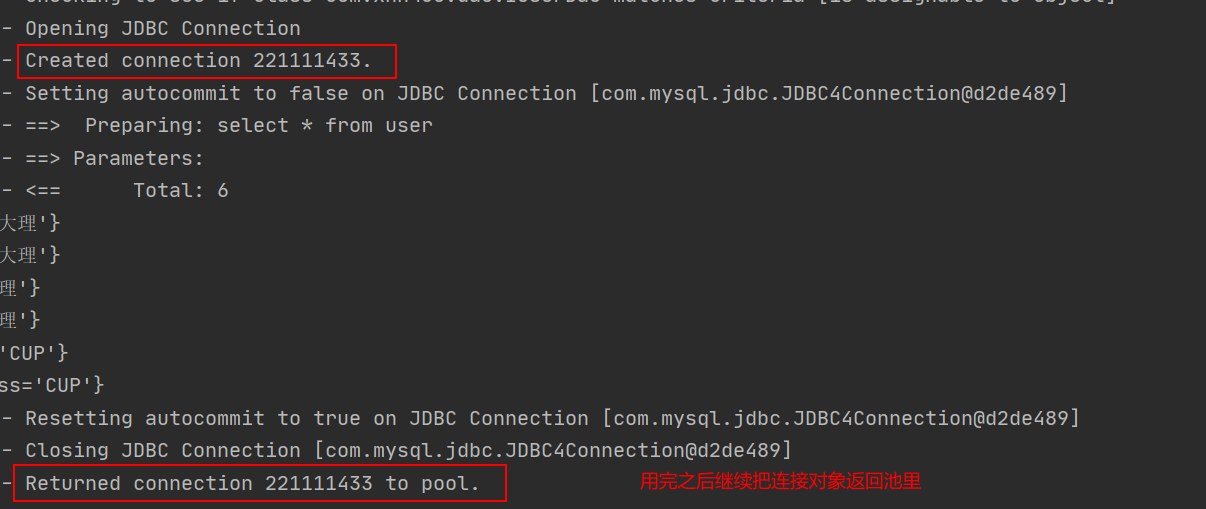 - Opening JDBC Connection
- Created connection 221111433.
- Setting autocommit to false on JDBC Connection [com.mysql.jdbc.JDBC4Connection@d2de489]
- ==>  Preparing: select * from user
- ==> Parameters:
- <==      Total: 6
大理'}
大理'}
理'}
理'}
'CUP'}
ss='CUP'}
- Resetting autocommit to true on JDBC Connection [com.mysql.jdbc.JDBC4Connection@d2de489]
- Closing JDBC Connection [com.mysql.jdbc.JDBC4Connection@d2de489]
- Returned connection 221111433 to pool. 用完之后继续把连接对象返回池里